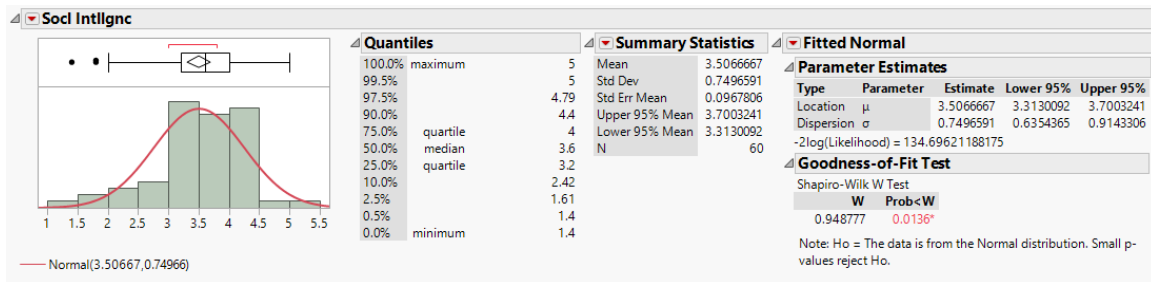 Socl Intllgnc
1 1.5 2 2.5 3 3.5 4 4.5 5 5.5
Normal(3.50667,0.74966)
Quantiles
100.0% maximum 5
99.5% 5
97.5% 4.79
90.0% 4.4
75.0% quartile 4
50.0% median 3.6
25.0% quartile 3.2
10.0% 2.42
2.5% 1.61
0.5% 1.4
0.0% minimum 1.4
Summary Statistics
Mean 3.5066667
Std Dev 0.7496591
Std Err Mean 0.0967806
Upper 95% Mean 3.7003241
Lower 95% Mean 3.3130092
N 60
Fitted Normal
Parameter Estimates
Type Parameter Estimate Lower 95% Upper 95%
Location μ 3.5066667 3.3130092 3.7003241
Dispersion σ 0.7496591 0.6354365 0.9143306
-2log(Likelihood) = 134.69621188175
Goodness-of-Fit Test
Shapiro-Wilk W Test
W Prob<W
0.948777 0.0136*
Note: Ho = The data is from the Normal distribution. Small p-
values reject Ho.